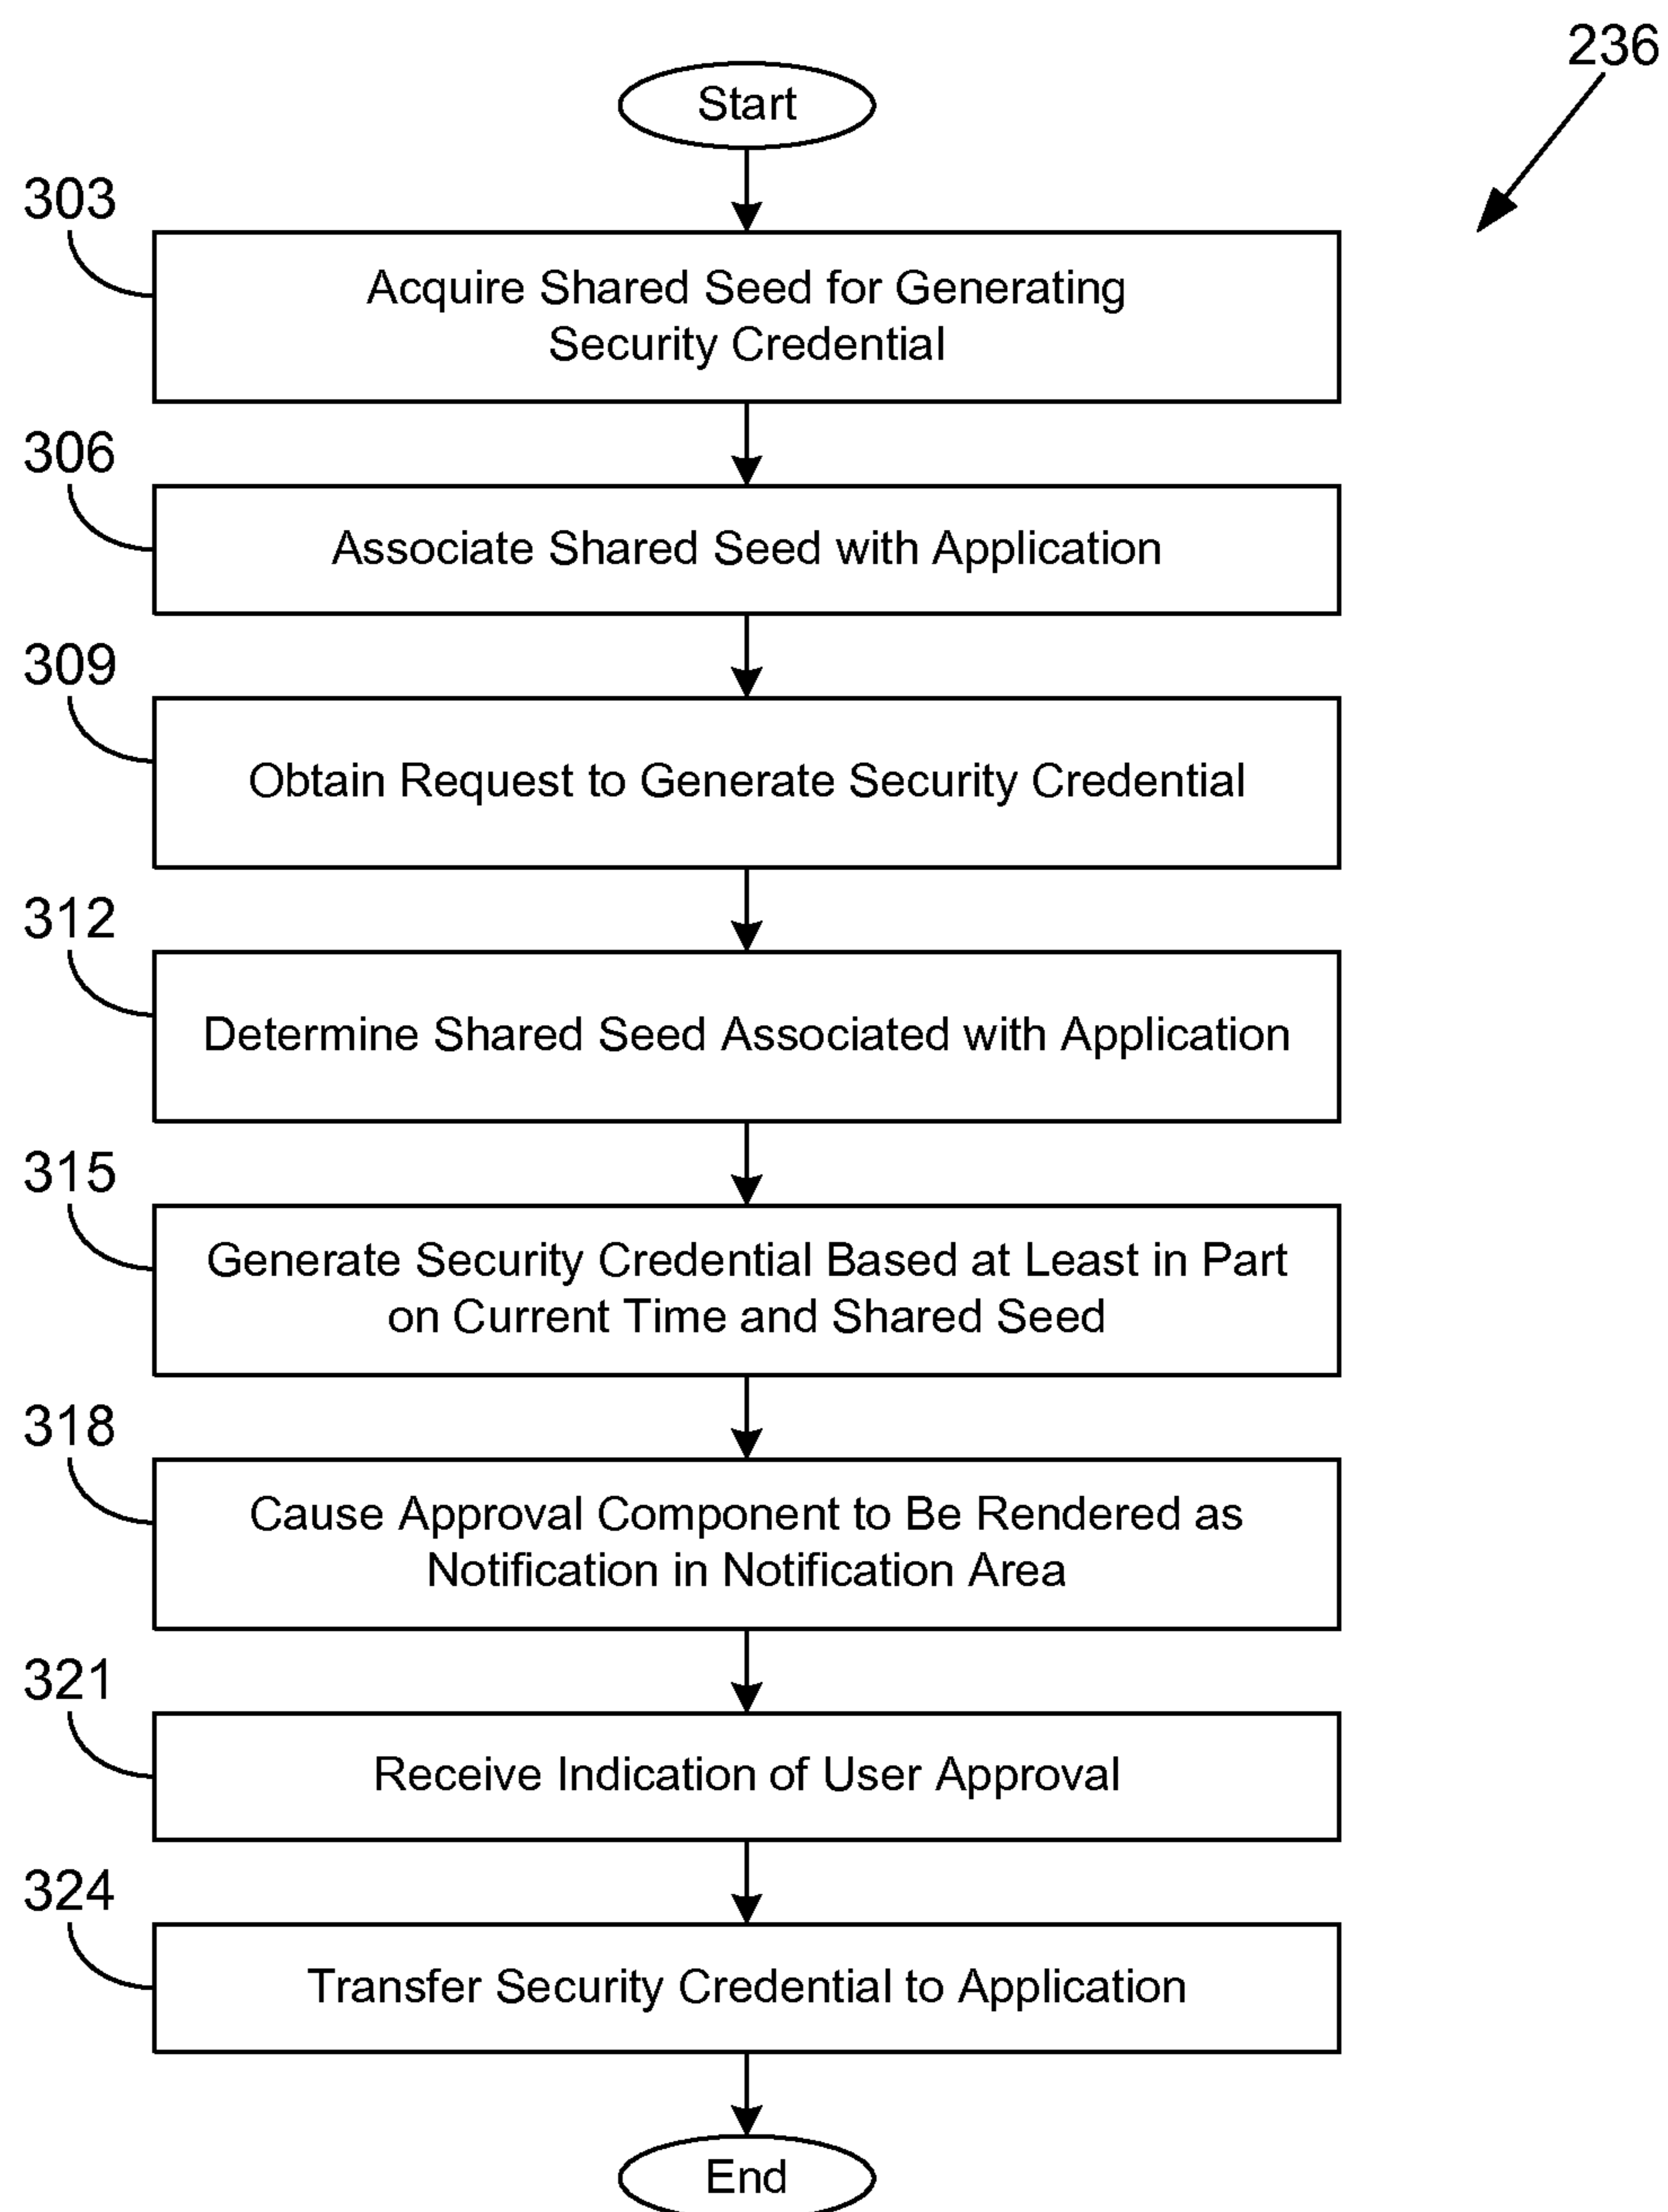 236
Start
303
Acquire Shared Seed for Generating
Security Credential
306
Associate Shared Seed with Application
309
Obtain Request to Generate Security Credential
312
Determine Shared Seed Associated with Application
315
Generate Security Credential Based at Least in Part
on Current Time and Shared Seed
318
Cause Approval Component to Be Rendered as
Notification in Notification Area
321
Receive Indication of User Approval
324
Transfer Security Credential to Application
End